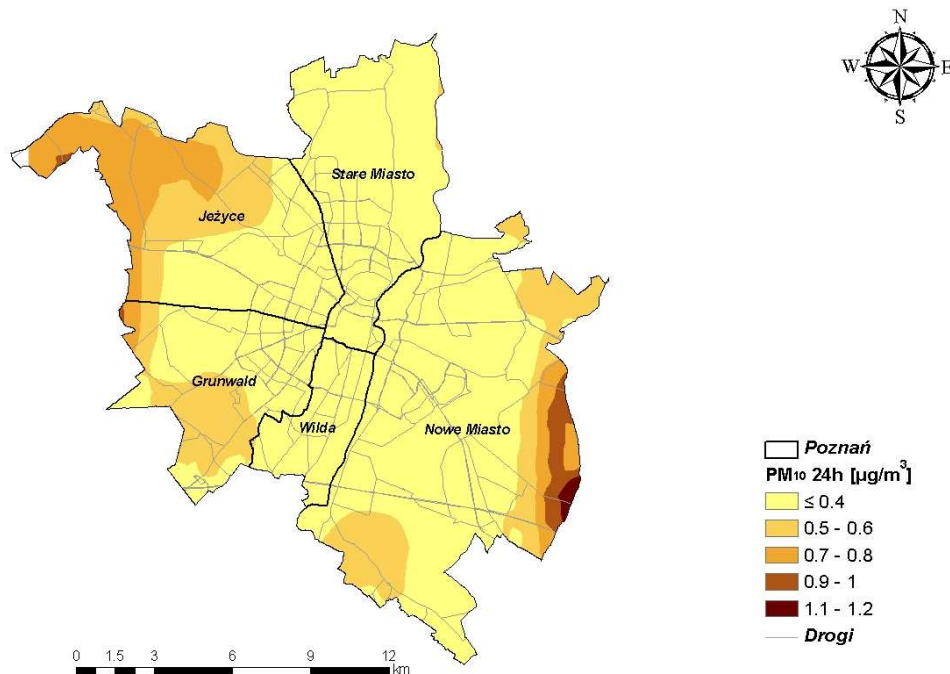 N
W E
S
Stare Miasto
Jeżyce
Grunwald
Wilda
Nowe Miasto
Poznań
PM₁₀ 24h [µg/m³]
≤ 0.4
0.5 - 0.6
0.7 - 0.8
0.9 - 1
1.1 - 1.2
Drogi
0 1.5 3 6 9 12
km